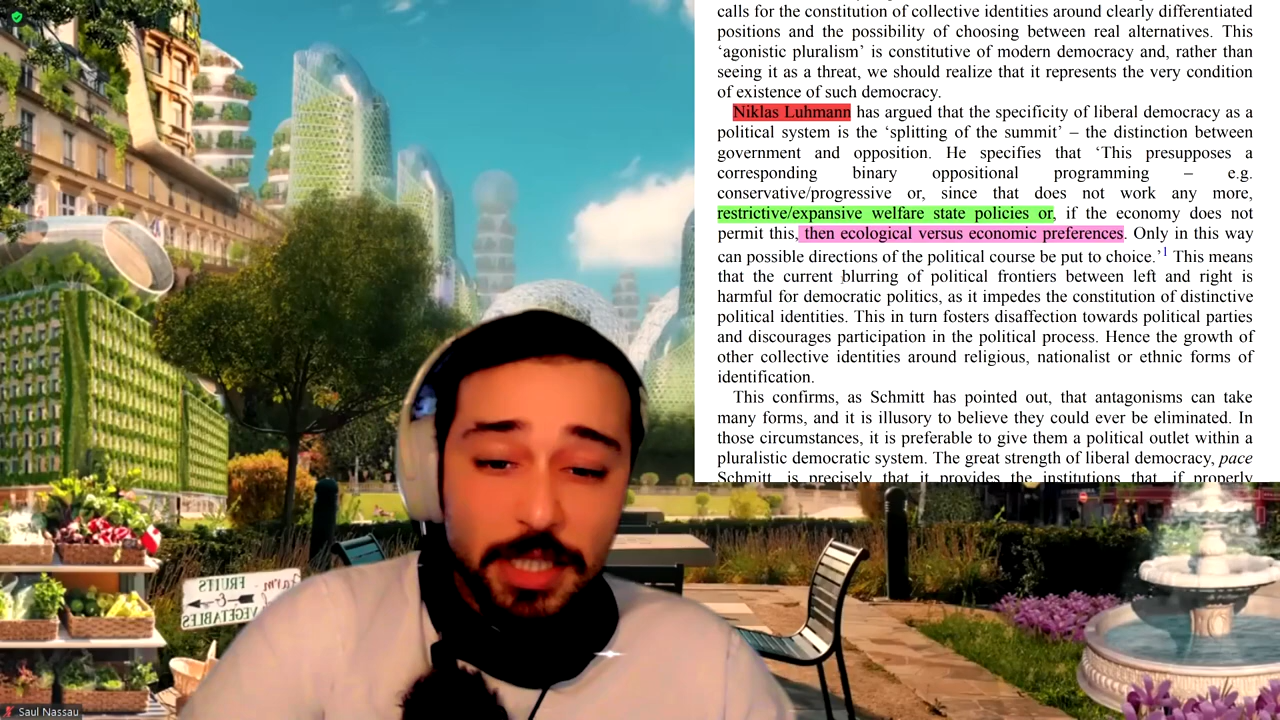 calls for the constitution of collective identities around clearly differentiated
positions and the possibility of choosing between real alternatives. This
‘agonistic pluralism’ is constitutive of modern democracy and, rather than
seeing it as a threat, we should realize that it represents the very condition
of existence of such democracy.
Niklas Luhmann has argued that the specificity of liberal democracy as a
political system is the ‘splitting of the summit’ – the distinction between
government and opposition. He specifies that ‘This presupposes a
corresponding binary oppositional programming – e.g.
conservative/progressive or, since that does not work any more,
restrictive/expansive welfare state policies or, if the economy does not
permit this, then ecological versus economic preferences. Only in this way
can possible directions of the political course be put to choice.’1 This means
that the current blurring of political frontiers between left and right is
harmful for democratic politics, as it impedes the constitution of distinctive
political identities. This in turn fosters disaffection towards political parties
and discourages participation in the political process. Hence the growth of
other collective identities around religious, nationalist or ethnic forms of
identification.
This confirms, as Schmitt has pointed out, that antagonisms can take
many forms, and it is illusory to believe they could ever be eliminated. In
those circumstances, it is preferable to give them a political outlet within a
pluralistic democratic system. The great strength of liberal democracy, pace
Schmitt, is precisely that it provides the institutions that, if properly
FRUITS
&
VEGETABLES
Saul Nassau